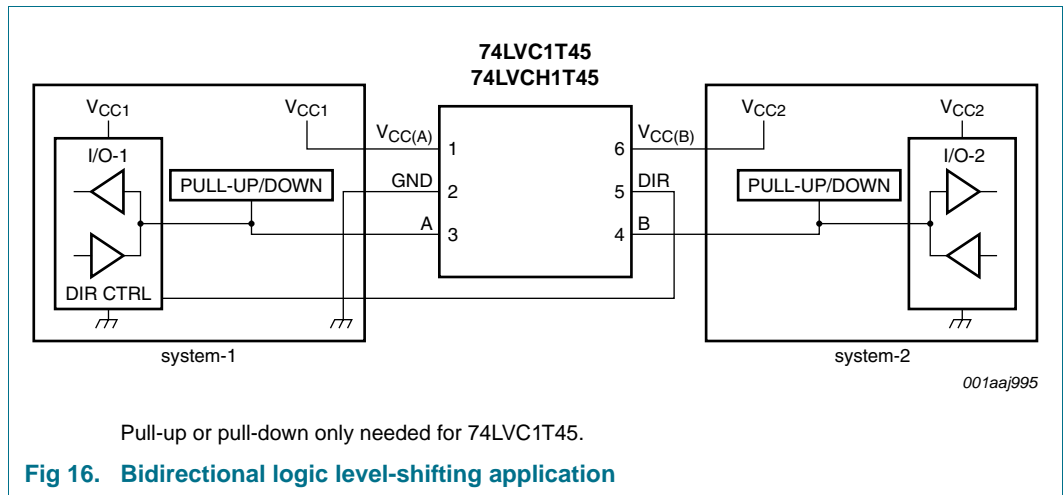 74LVC1T45
74LVCH1T45
VCC1
VCC1
I/O-1
PULL-UP/DOWN
DIR CTRL
system-1
VCC(A)
1
GND
2
A
3
6
VCC(B)
5
DIR
4
B
VCC2
VCC2
I/O-2
PULL-UP/DOWN
system-2
001aaj995
Pull-up or pull-down only needed for 74LVC1T45.
Fig 16. Bidirectional logic level-shifting application